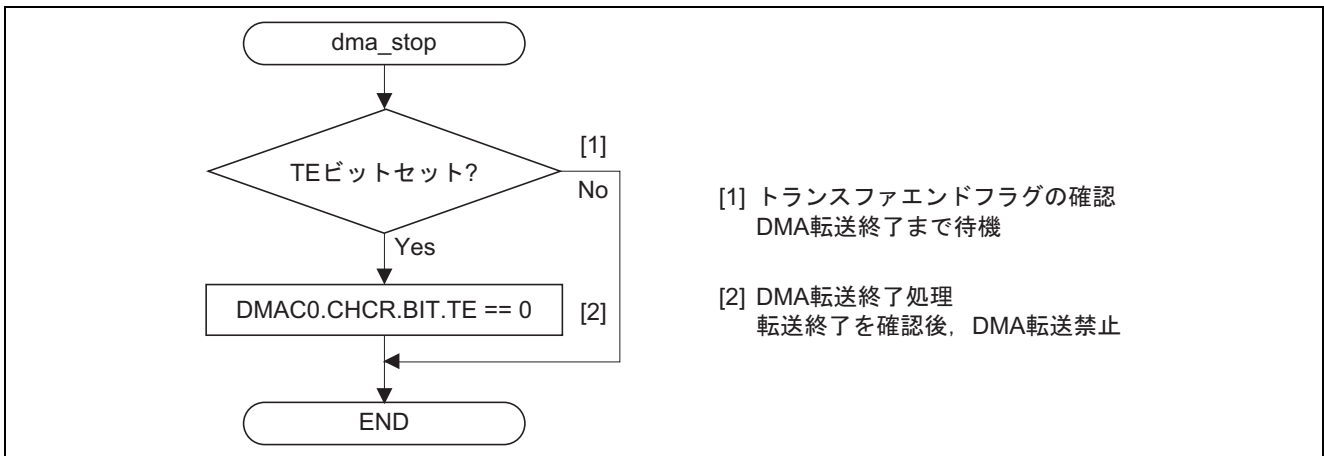 dma_stop
TEビットセット?
[1]
No
Yes
DMAC0.CHCR.BIT.TE == 0
[2]
END
[1] トランスファエンドフラグの確認
DMA転送終了まで待機
[2] DMA転送終了処理
転送終了を確認後，DMA転送禁止